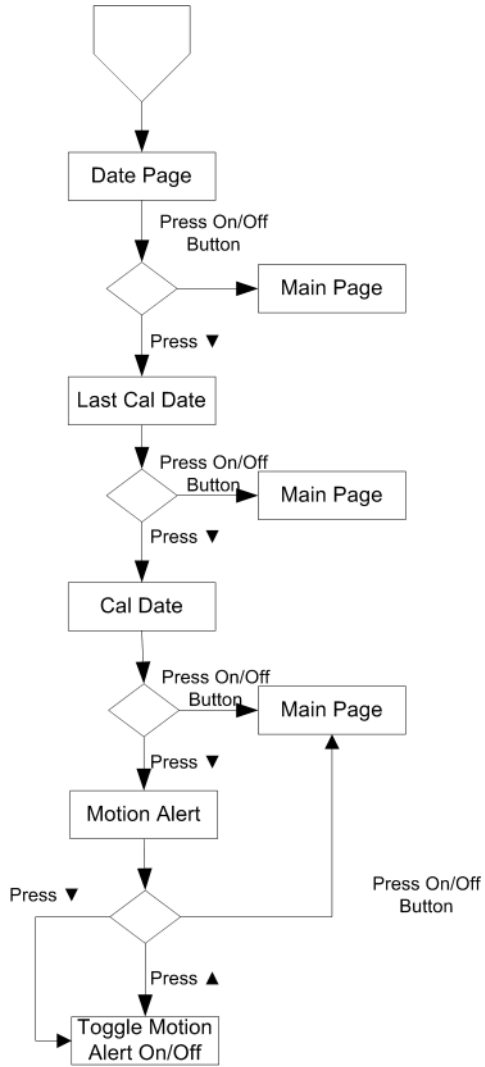 Date Page
Press On/Off
Button
Main Page
Press ▼
Last Cal Date
Press On/Off
Button
Main Page
Press ▼
Cal Date
Press On/Off
Button
Main Page
Press ▼
Motion Alert
Press ▼
Press On/Off
Button
Press ▲
Toggle Motion
Alert On/Off